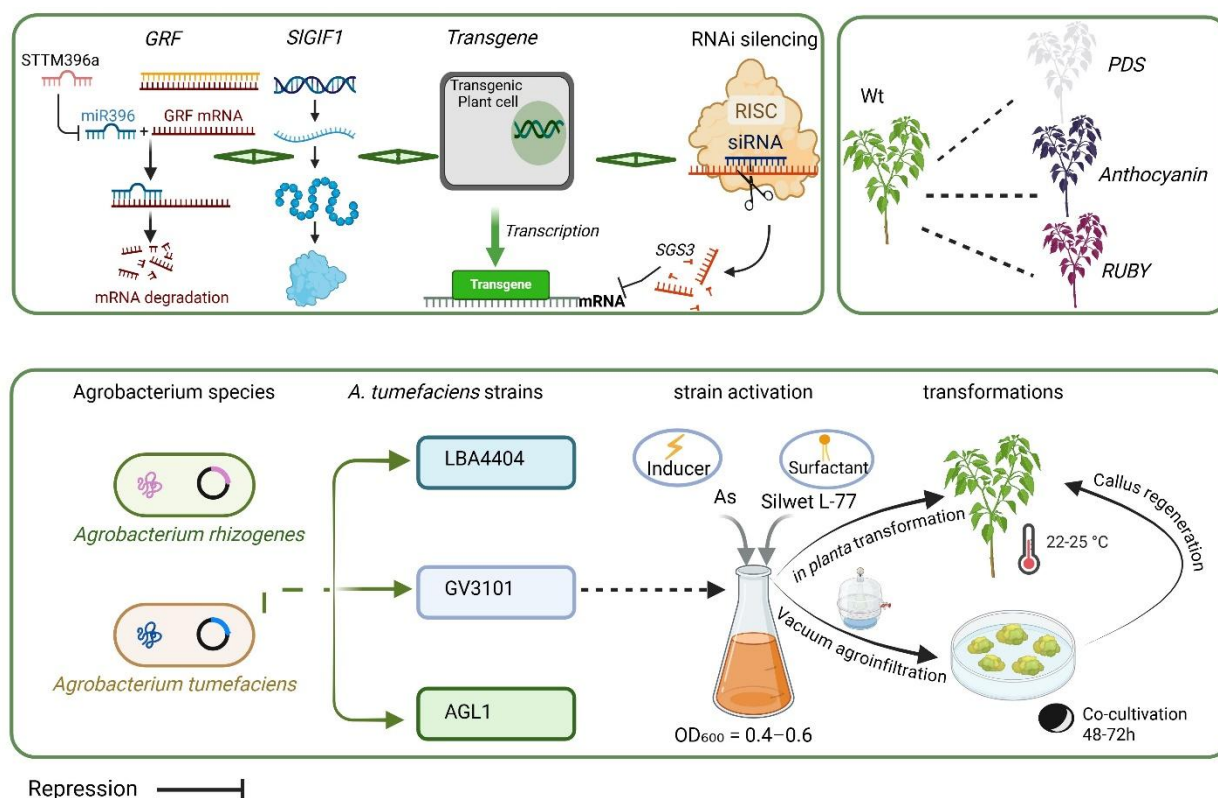 GRF
SlGIF1
Transgene
RNAi silencing
STTM396a
miR396
+
GRF mRNA
mRNA degradation
Transgenic
Plant cell
Transcription
Transgene
mRNA
RISC
siRNA
SGS3
Wt
PDS
Anthocyanin
RUBY
Agrobacterium species
A. tumefaciens strains
strain activation
transformations
Agrobacterium rhizogenes
Agrobacterium tumefaciens
LBA4404
GV3101
AGL1
Inducer
Surfactant
As
Silwet L-77
OD₆₀₀ = 0.4–0.6
in planta transformation
Vacuum agroinfiltration
22-25 °C
Callus regeneration
Co-cultivation
48-72h
Repression